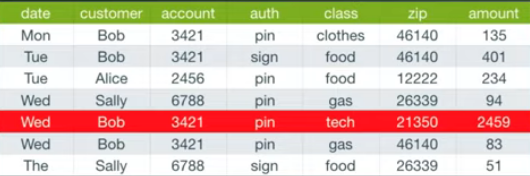 date customer account auth class zip amount
Mon Bob 3421 pin clothes 46140 135
Tue Bob 3421 sign food 46140 401
Tue Alice 2456 pin food 12222 234
Wed Sally 6788 pin gas 26339 94
Wed Bob 3421 pin tech 21350 2459
Wed Bob 3421 pin gas 46140 83
The Sally 6788 sign food 26339 51